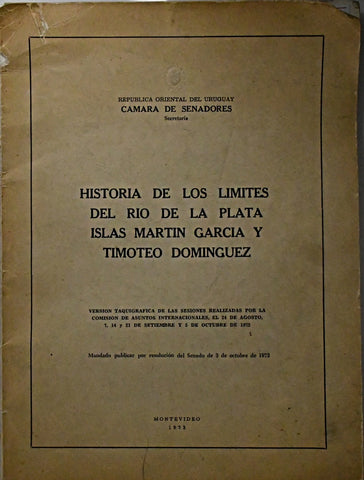 REPUBLICA ORIENTAL DEL URUGUAY
CAMARA DE SENADORES
Secretaría
HISTORIA DE LOS LIMITES
DEL RIO DE LA PLATA
ISLAS MARTIN GARCIA Y
TIMOTEO DOMINGUEZ
VERSION TAQUIGRAFICA DE LAS SESIONES REALIZADAS POR LA
COMISION DE ASUNTOS INTERNACIONALES, EL 24 DE AGOSTO,
7, 14 y 21 DE SETIEMBRE Y 5 DE OCTUBRE DE 1972
Mandado publicar por resolución del Senado de 3 de octubre de 1972
MONTEVIDEO
1973